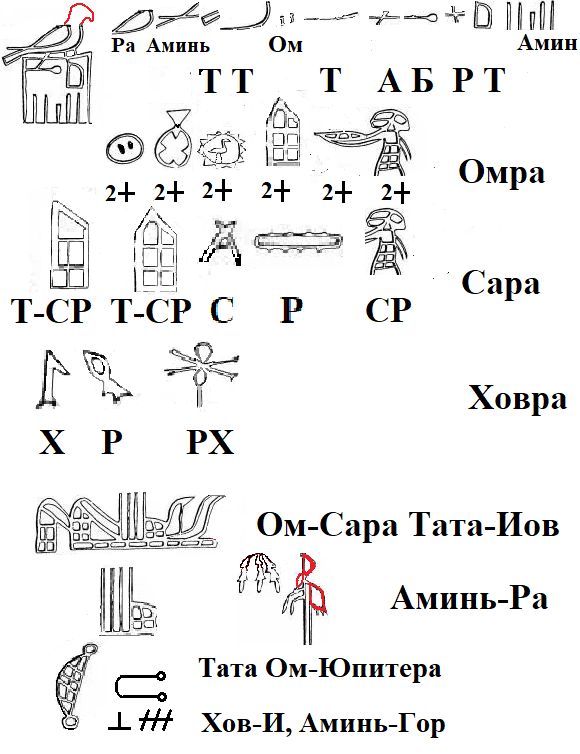 Ра Аминь Ом Амин
Т Т Т А Б Р Т
Омра
2+ 2+ 2+ 2+ 2+ 2+
Сара
Т-СР Т-СР С Р СР
Ховра
Х Р РХ
Ом-Сара Тата-Иов
Аминь-Ра
Тата Ом-Юпитера
Хов-И, Аминь-Гор